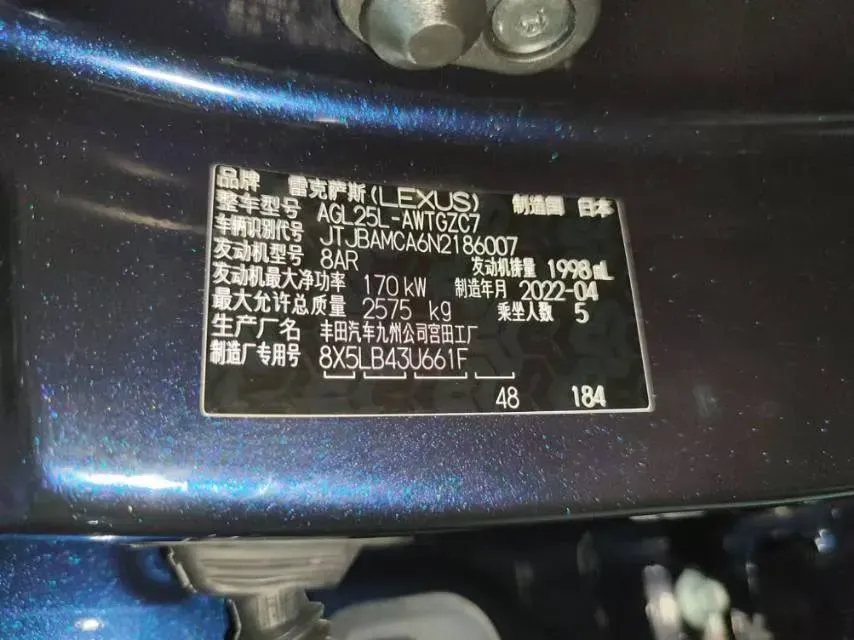 品牌 雷克萨斯(LEXUS) 制造国 日本
整车型号 AGL25L-AWTGZC7
车辆识别代号 JTJBAMCA6N2186007
发动机型号 8AR 发动机排量 1998mL
发动机最大净功率 170kW 制造年月 2022-04
最大允许总质量 2575 kg 乘坐人数 5
生产厂名 丰田汽车九州公司宫田工厂
制造厂专用号 8X5LB43U661F
48 184